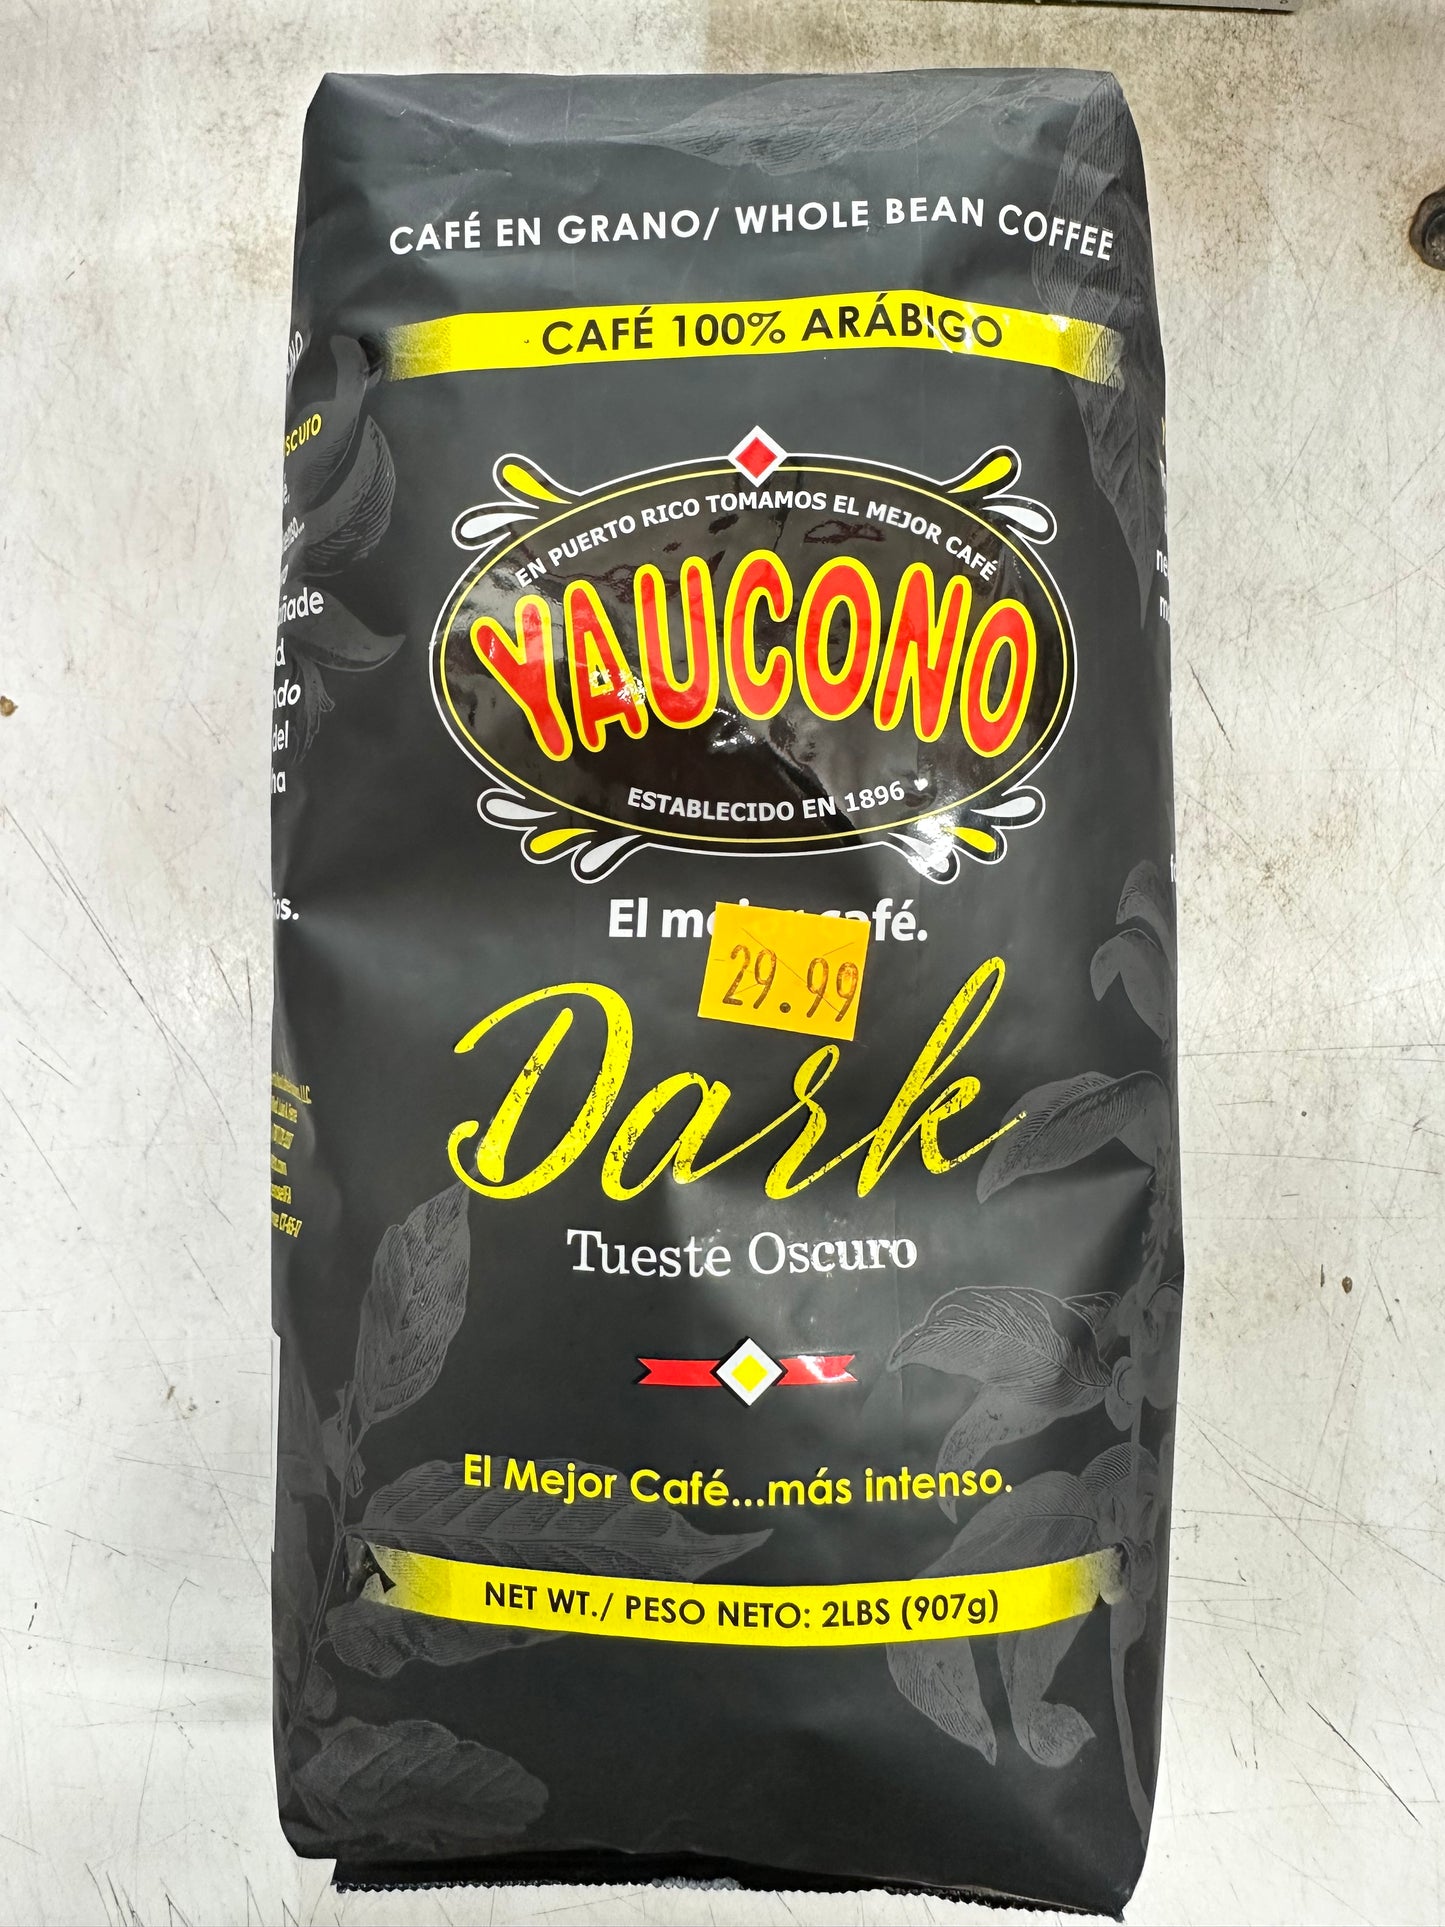 CAFÉ EN GRANO/ WHOLE BEAN COFFEE
CAFÉ 100% ARÁBIGO
EN PUERTO RICO TOMAMOS EL MEJOR CAFÉ
YAUCONO
ESTABLECIDO EN 1896
El mejor café.
29.99
Dark
Tueste Oscuro
El Mejor Café...más intenso.
NET WT./ PESO NETO: 2LBS (907g)
del